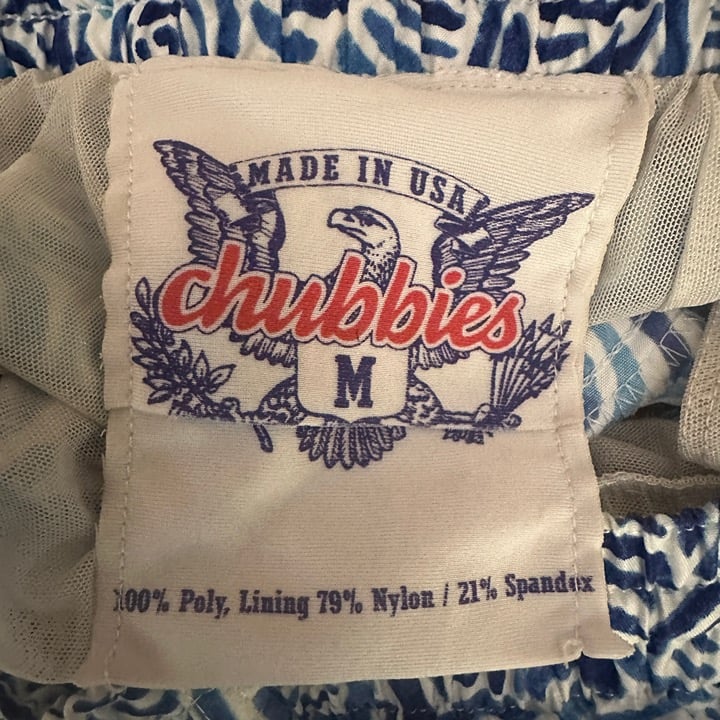 MADE IN USA
chubbies
M
100% Poly, Lining 79% Nylon / 21% Spandex